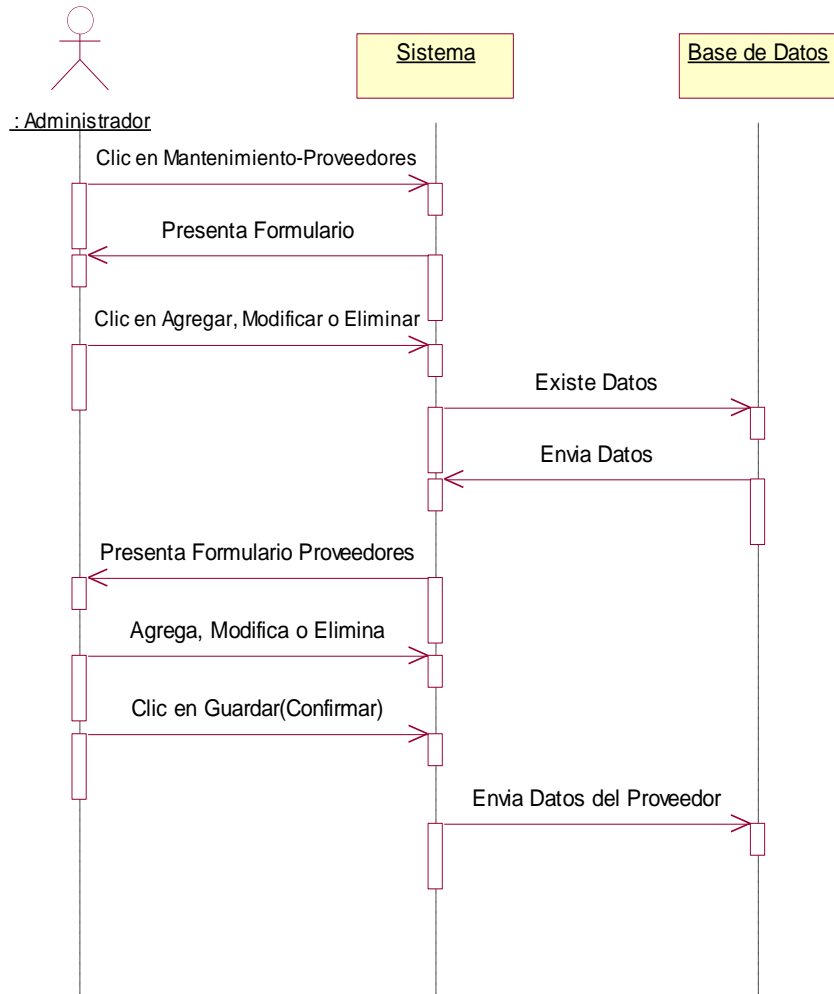 Sistema
Base de Datos
: Administrador
Clic en Mantenimiento-Proveedores
Presenta Formulario
Clic en Agregar, Modificar o Eliminar
Existe Datos
Envia Datos
Presenta Formulario Proveedores
Agrega, Modifica o Elimina
Clic en Guardar(Confirmar)
Envia Datos del Proveedor